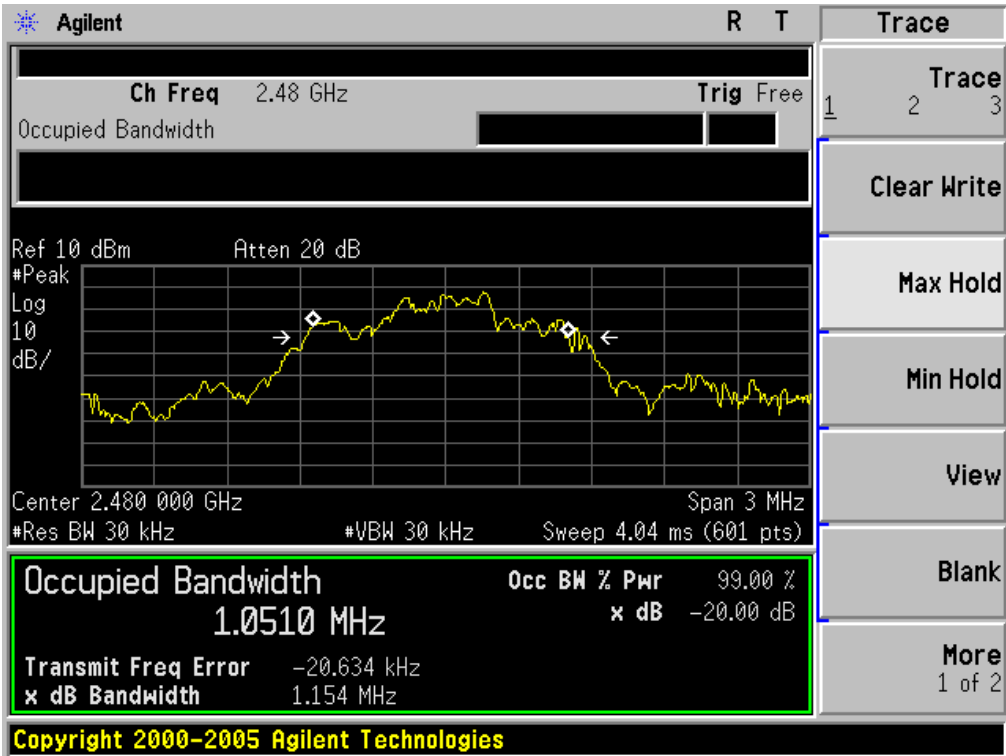 Agilent R T
Trace
Ch Freq 2.48 GHz Trig Free
Occupied Bandwidth
Ref 10 dBm Atten 20 dB
#Peak
Log
10
dB/
Center 2.480 000 GHz Span 3 MHz
#Res BW 30 kHz #VBW 30 kHz Sweep 4.04 ms (601 pts)
Occupied Bandwidth
1.0510 MHz
Occ BW % Pwr 99.00 %
x dB -20.00 dB
Transmit Freq Error -20.634 kHz
x dB Bandwidth 1.154 MHz
Copyright 2000-2005 Agilent Technologies
Trace
1 2 3
Clear Write
Max Hold
Min Hold
View
Blank
More
1 of 2